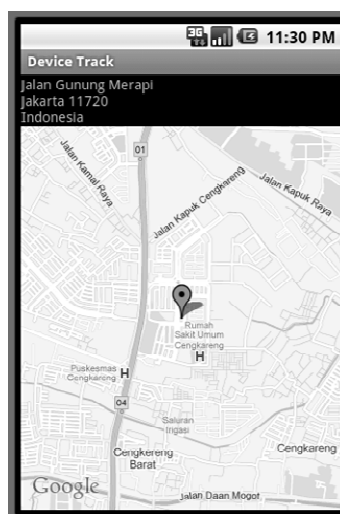 3G 11:30 PM
Device Track
Jalan Gunung Merapi
Jakarta 11720
Indonesia
01
Jalan Kamal Raya
Jalan Kapuk Cengkareng
Jalan Kapuk Raya
Rumah
Sakit Umum
Cengkareng
H
Puskesmas
Cengkareng
H
04
Saluran
Irigasi
Cengkereng
Barat
Cengkareng
Google
Jalan Daan Mogot